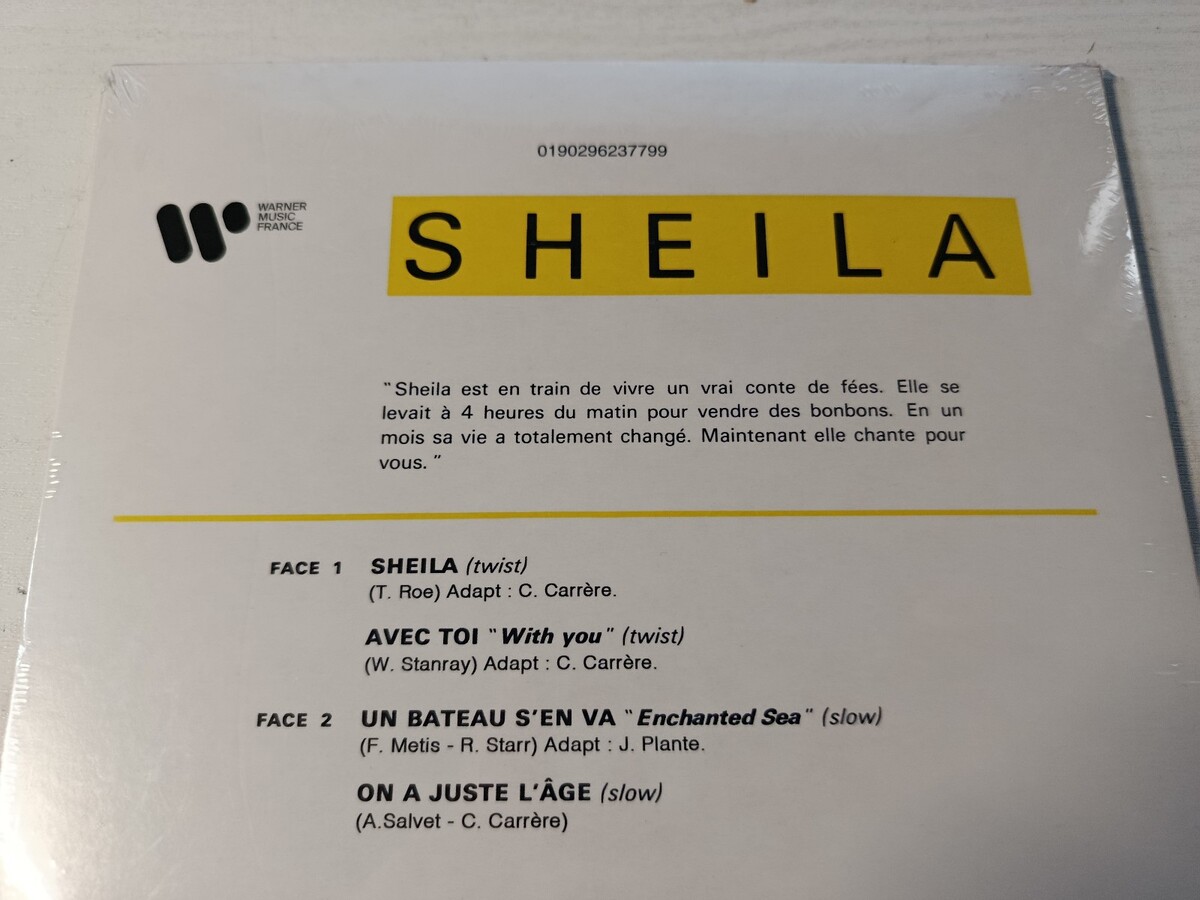 0190296237799
WARNER
MUSIC
FRANCE
SHEILA
"Sheila est en train de vivre un vrai conte de fées. Elle se
levait à 4 heures du matin pour vendre des bonbons. En un
mois sa vie a totalement changé. Maintenant elle chante pour
vous."
FACE 1 SHEILA (twist)
(T. Roe) Adapt : C. Carrère.
AVEC TOI "With you" (twist)
(W. Stanray) Adapt : C. Carrère.
FACE 2 UN BATEAU S'EN VA "Enchanted Sea" (slow)
(F. Metis - R. Starr) Adapt : J. Plante.
ON A JUSTE L'ÂGE (slow)
(A.Salvet - C. Carrère)